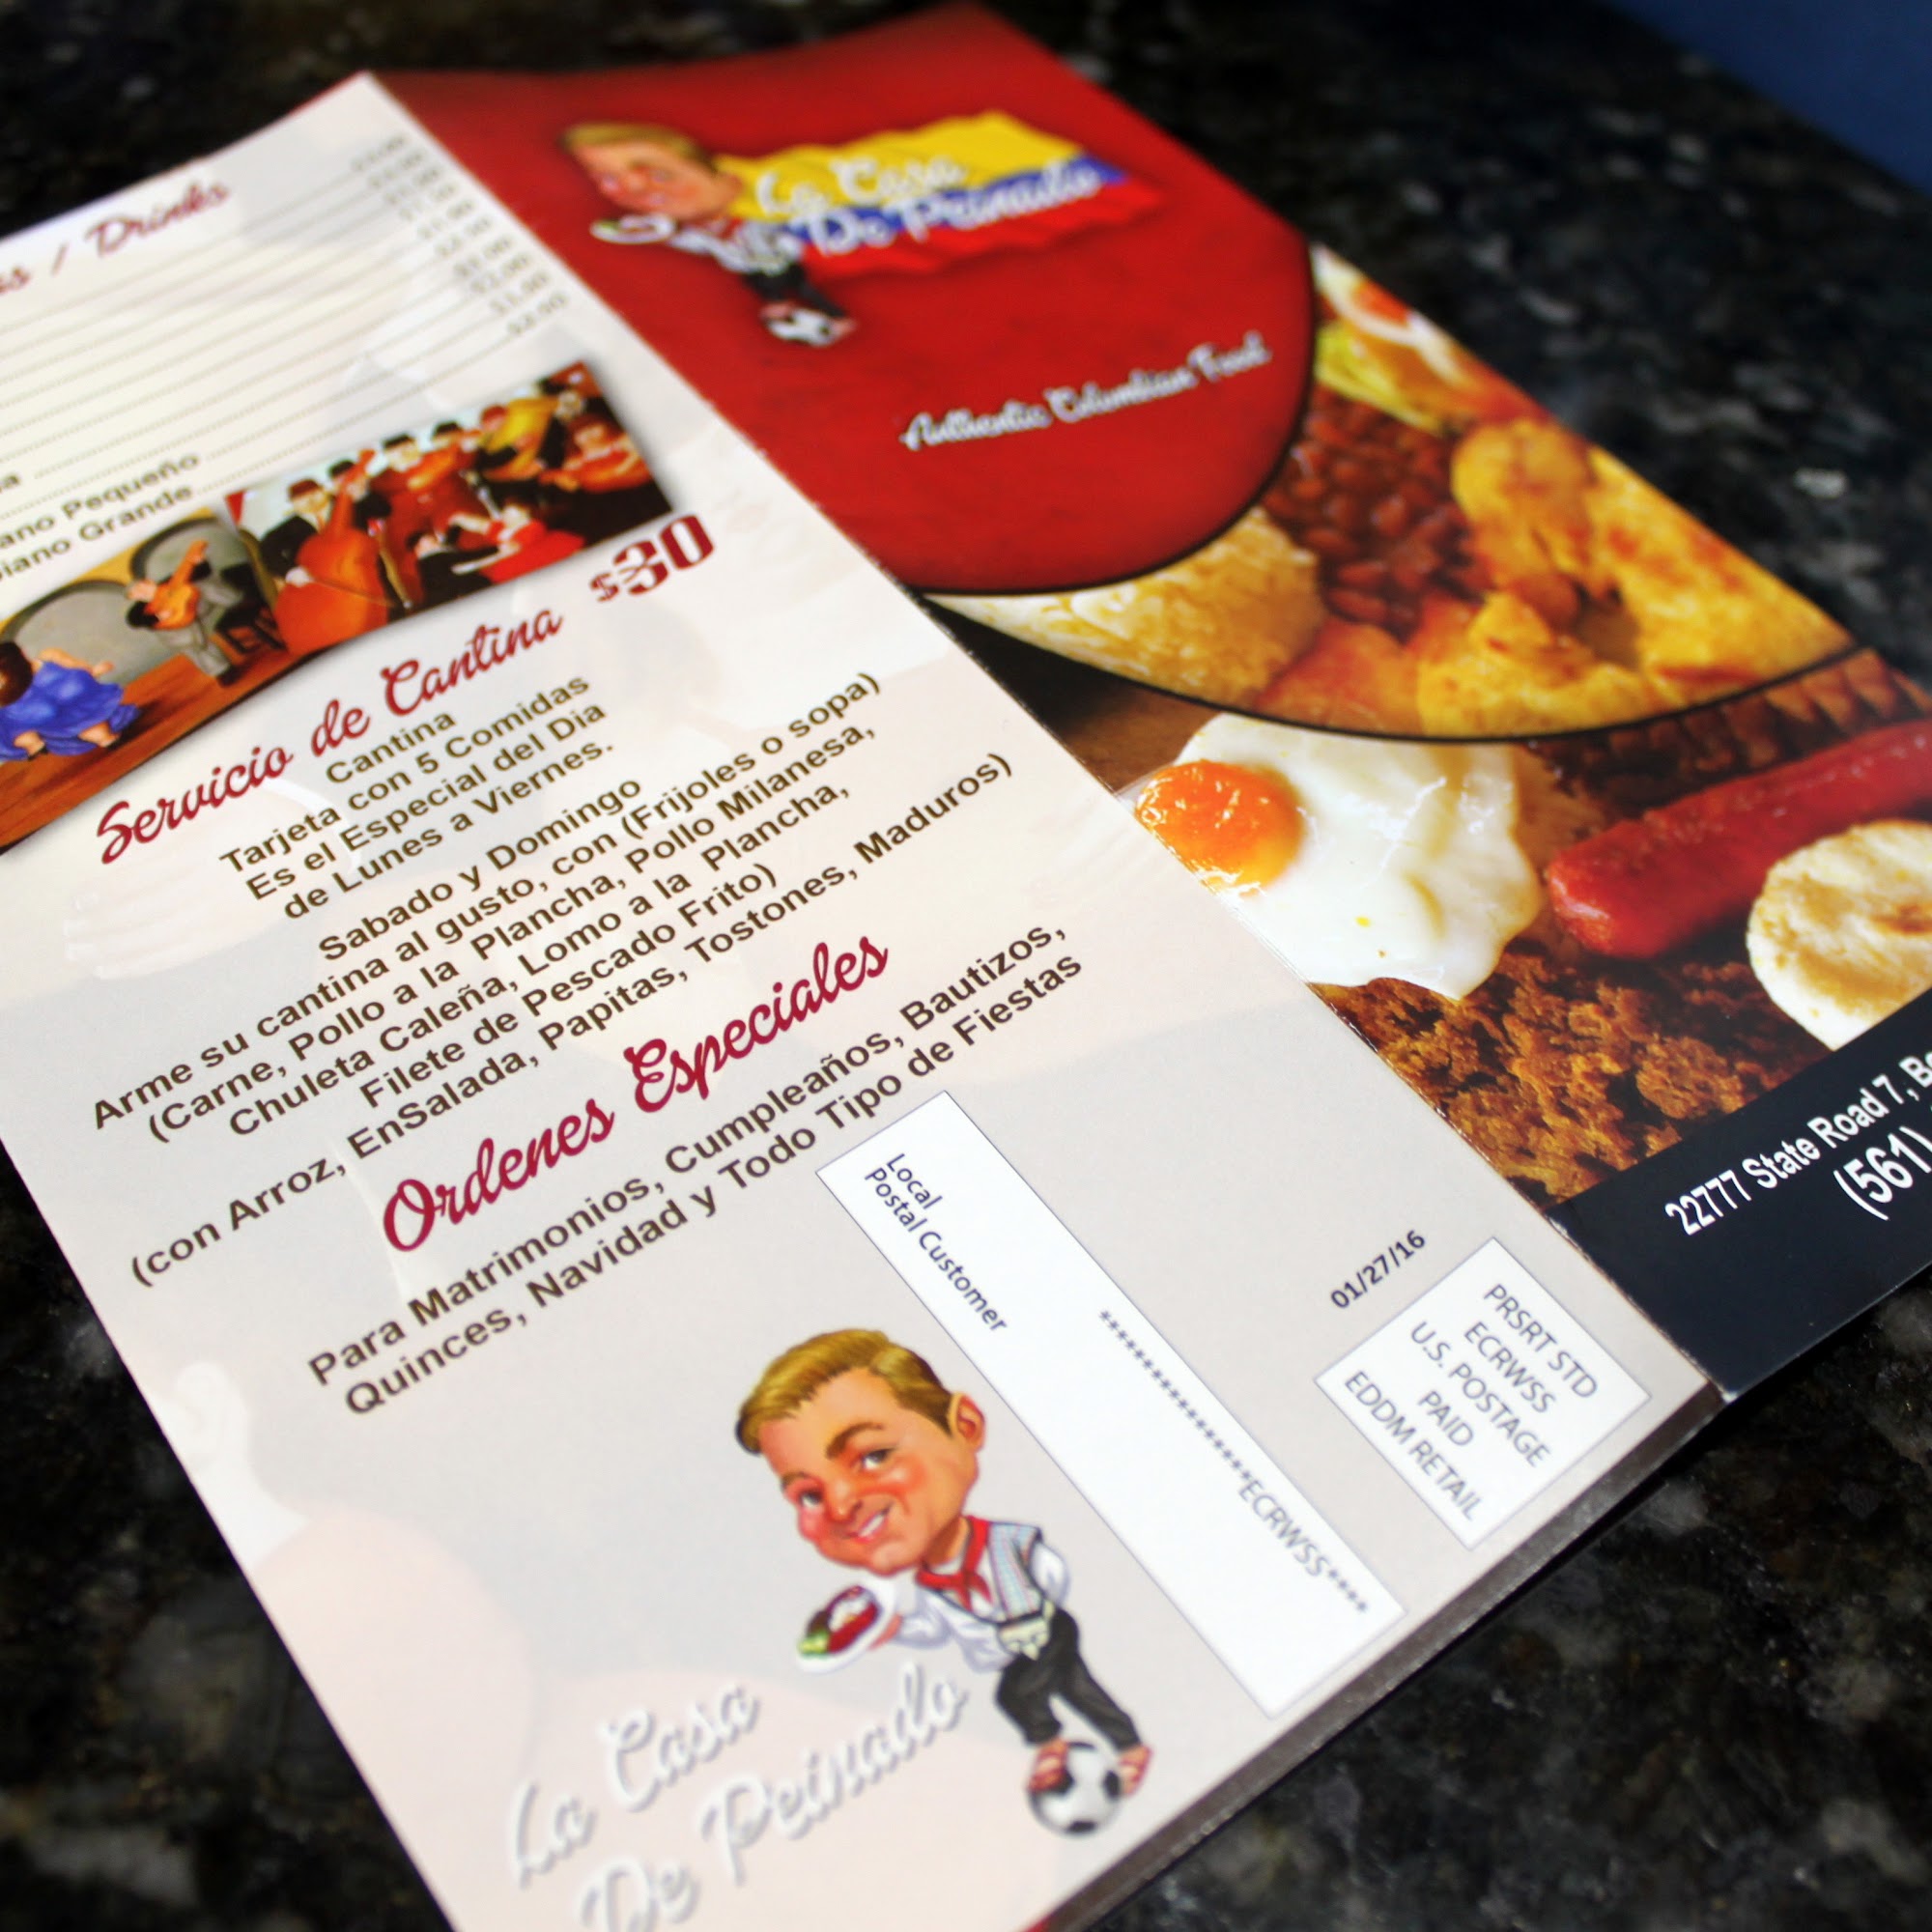 / Drinks
Pequeño
Grande
Servicio de Cantina $30
Cantina
Tarjeta con 5 Comidas
Es el Especial del Dia
de Lunes a Viernes.
Sabado y Domingo
Arme su cantina al gusto, con (Frijoles o sopa)
(Carne, Pollo a la Plancha, Pollo Milanesa,
Chuleta Caleña, Lomo a la Plancha,
Filete de Pescado Frito)
(con Arroz, EnSalada, Papitas, Tostones, Maduros)
Ordenes Especiales
Para Matrimonios, Cumpleaños, Bautizos,
Quinces, Navidad y Todo Tipo de Fiestas
Local
Postal Customer
*****************ECRWSS****
01/27/16
PRSRT STD
ECRWSS
U.S. POSTAGE
PAID
EDDM RETAIL
La Casa
De Peinado
La Casa
De Peinado
Authentic Columbian Food
22777 State Road 7,
(561)